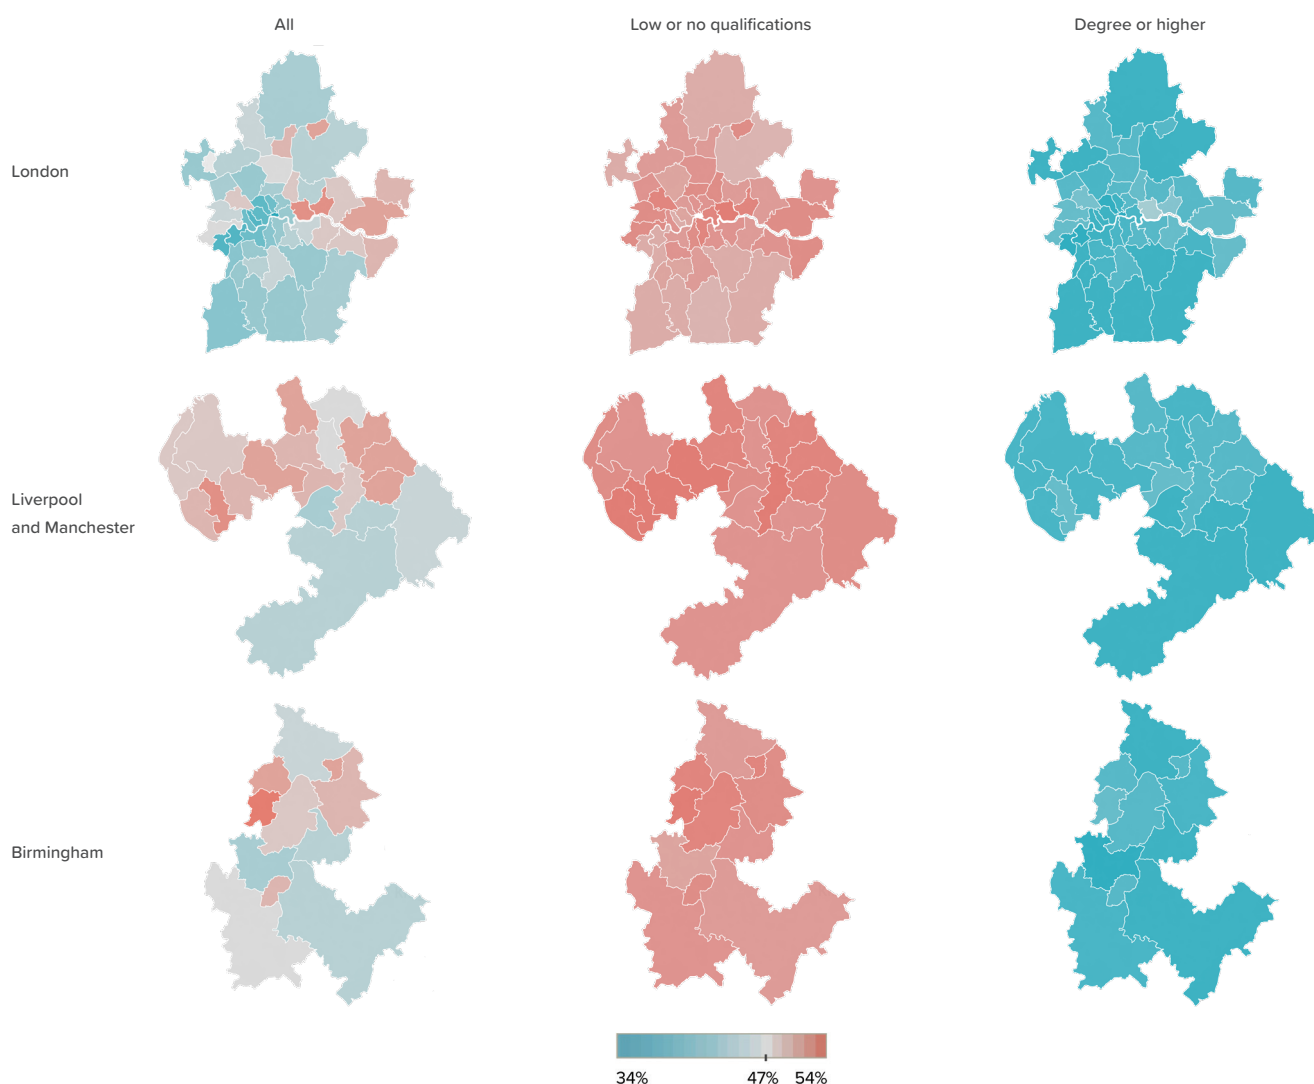 All
Low or no qualifications
Degree or higher
London
Liverpool
and Manchester
Birmingham
34%
47%
54%